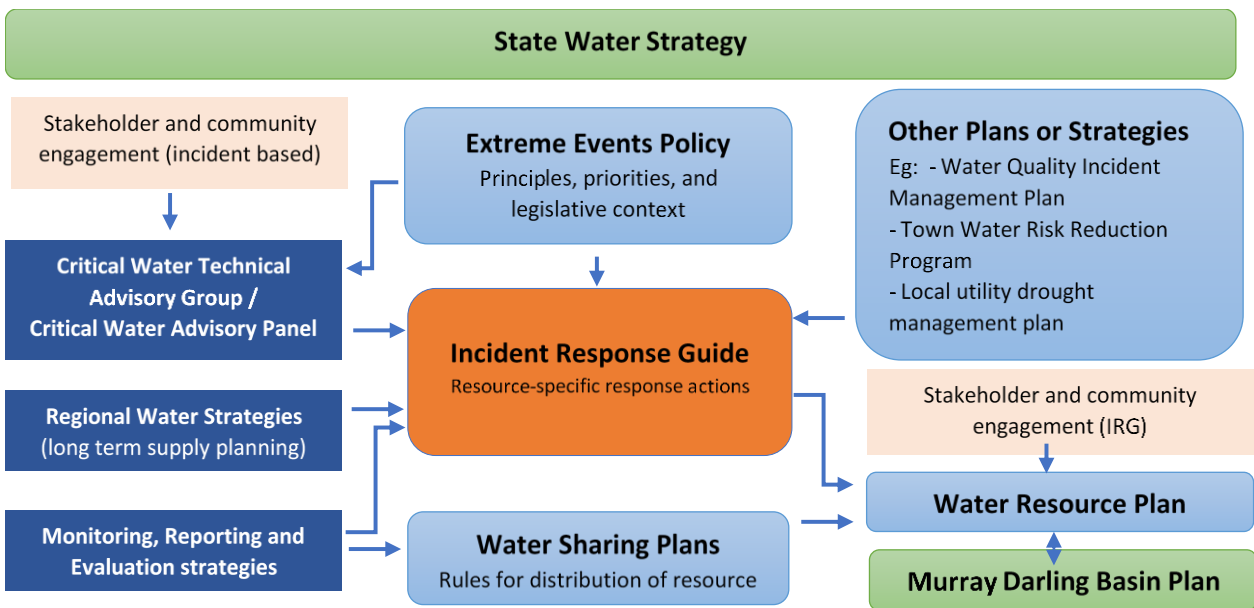 State Water Strategy
Stakeholder and community
engagement (incident based)
Extreme Events Policy
Principles, priorities, and
legislative context
Other Plans or Strategies
Eg:  - Water Quality Incident
Management Plan
- Town Water Risk Reduction
Program
- Local utility drought
management plan
Critical Water Technical
Advisory Group /
Critical Water Advisory Panel
Incident Response Guide
Resource-specific response actions
Regional Water Strategies
(long term supply planning)
Stakeholder and community
engagement (IRG)
Water Resource Plan
Monitoring, Reporting and
Evaluation strategies
Water Sharing Plans
Rules for distribution of resource
Murray Darling Basin Plan